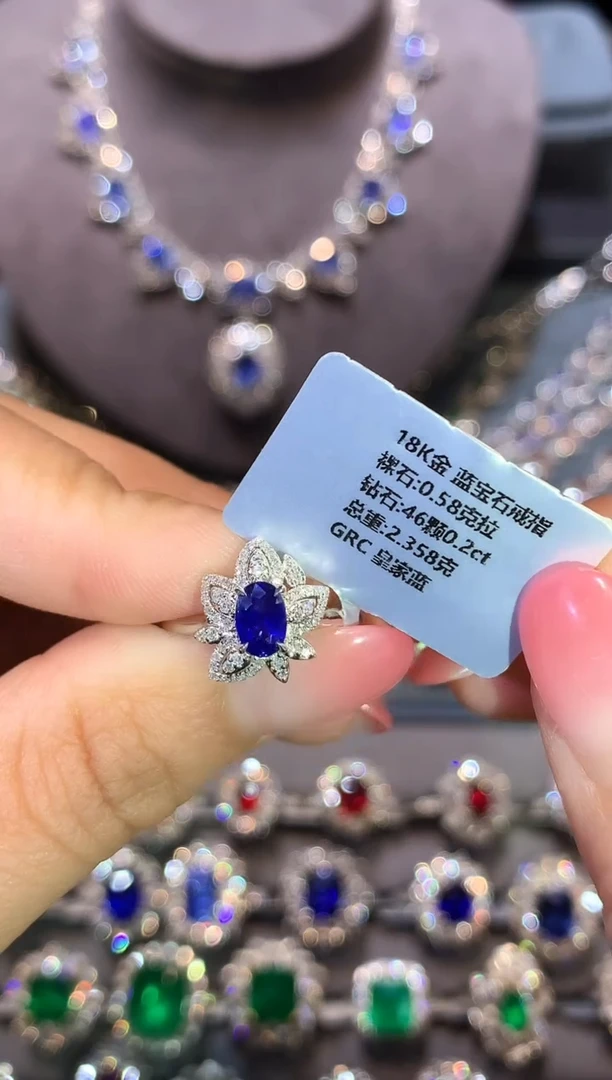 18K金 蓝宝石戒指
裸石:0.58克拉
钻石:46颗0.2ct
总重:2.358克
GRC 皇家蓝